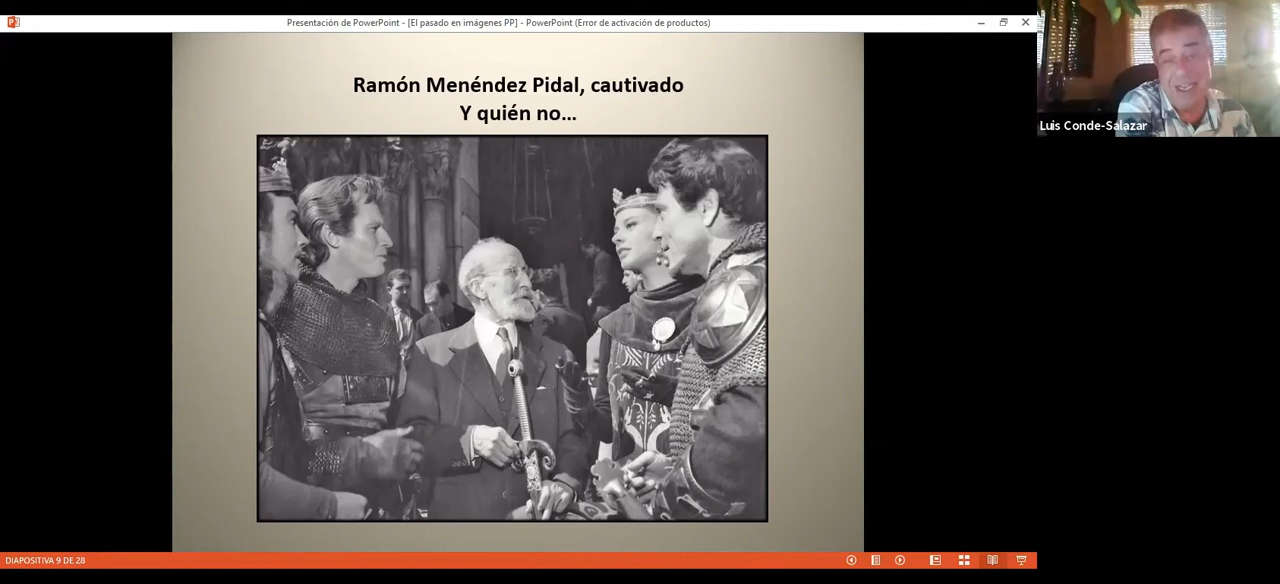 Presentación de PowerPoint - [El pasado en imágenes PP] - PowerPoint (Error de activación de productos)
Ramón Menéndez Pidal, cautivado
Y quién no...
Luis Conde-Salazar
DIAPOSITIVA 9 DE 28